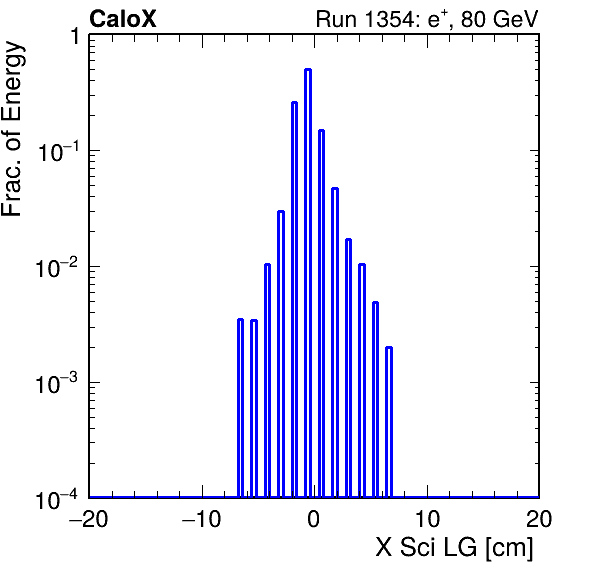 CaloX Run 1354: e⁺, 80 GeV
Frac. of Energy
1
10⁻¹
10⁻²
10⁻³
10⁻⁴
−20 −10 0 10 20
X Sci LG [cm]